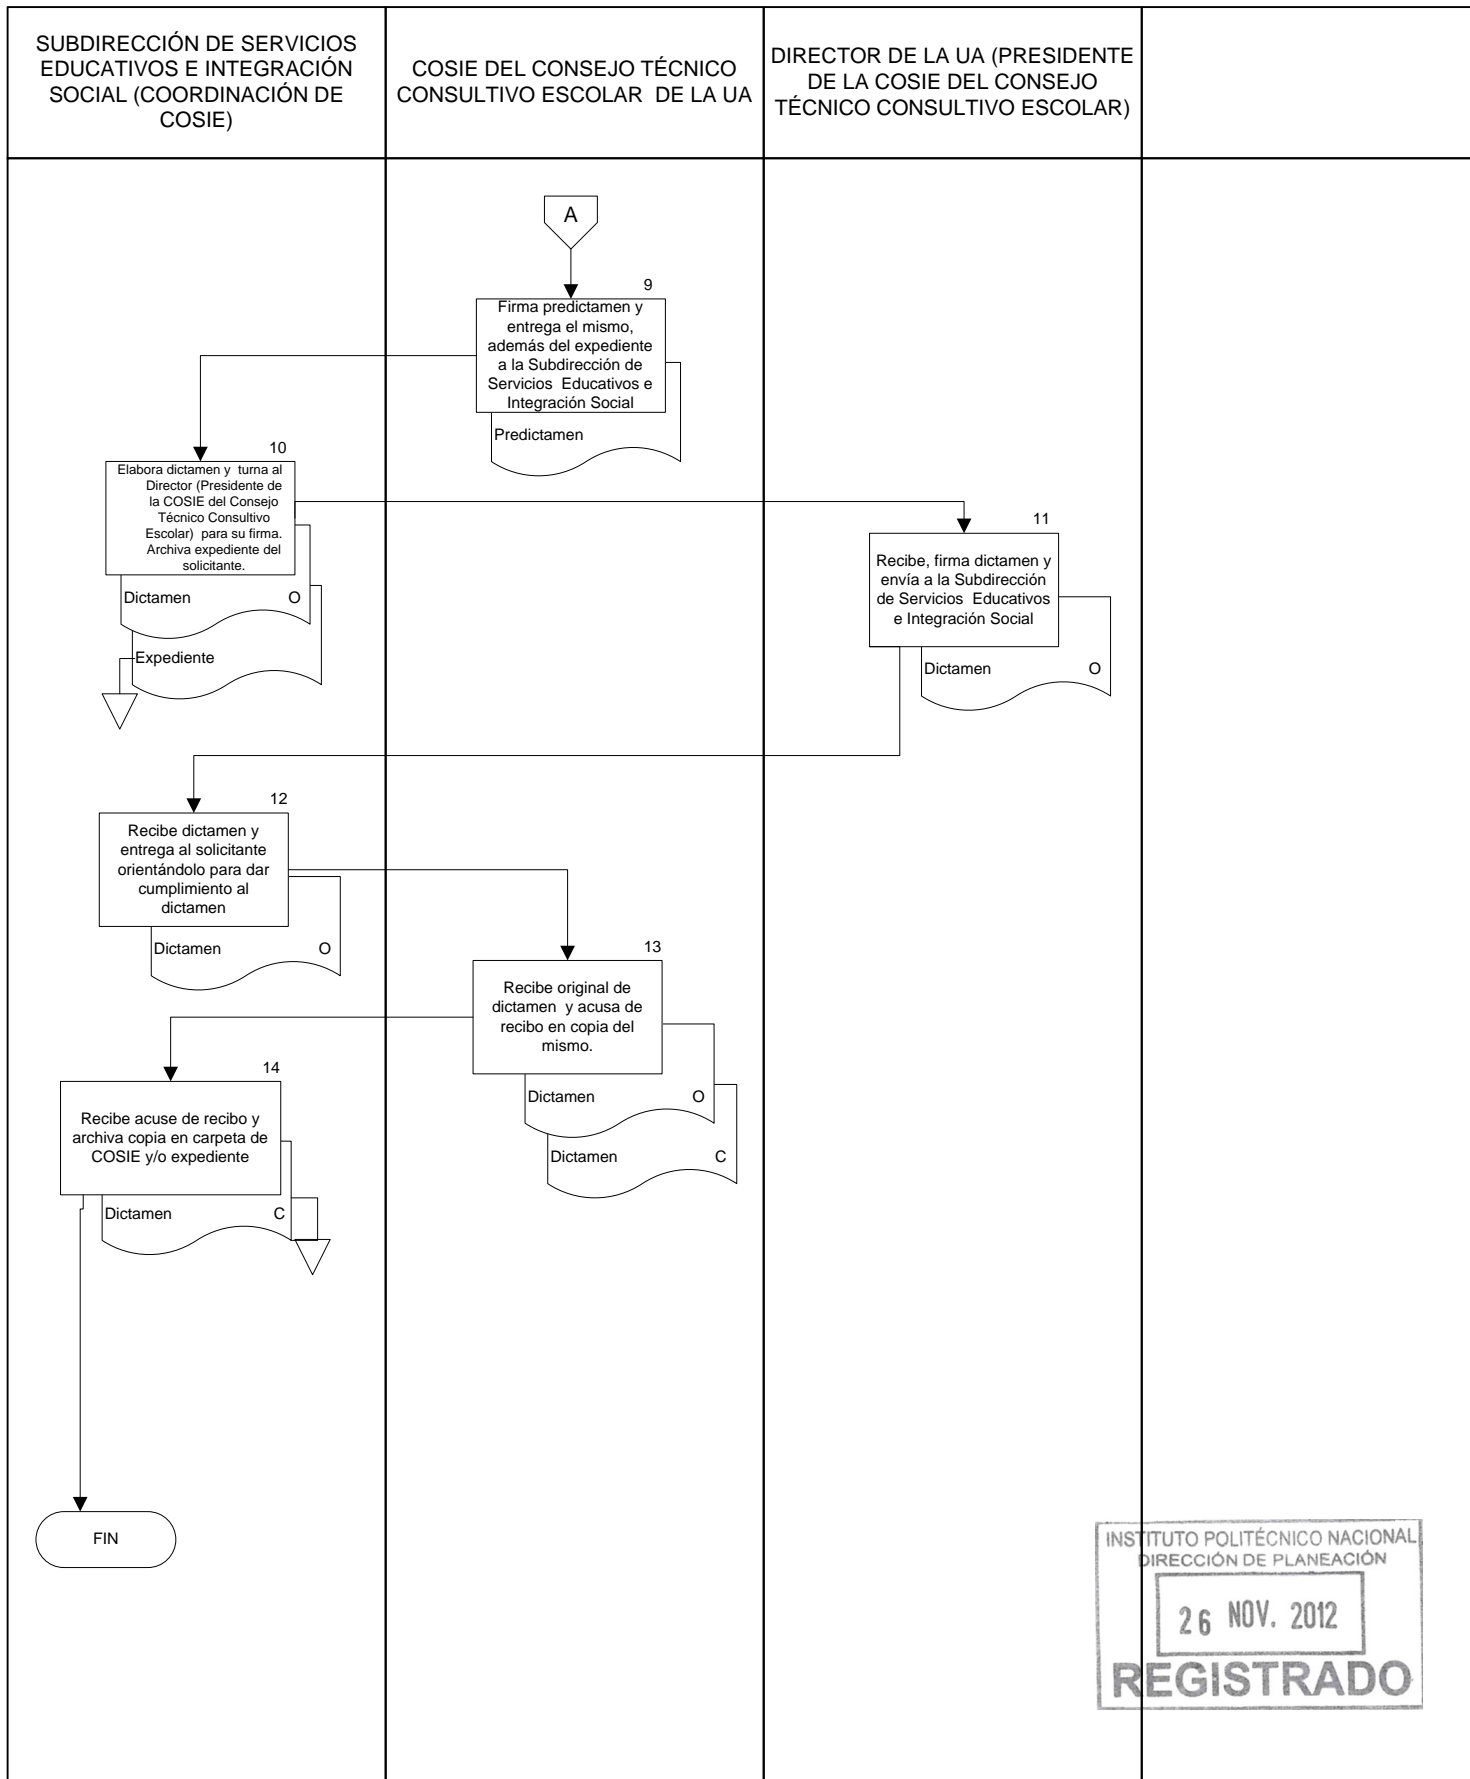 SUBDIRECCIÓN DE SERVICIOS
EDUCATIVOS E INTEGRACIÓN
SOCIAL (COORDINACIÓN DE
COSIE)
COSIE DEL CONSEJO TÉCNICO
CONSULTIVO ESCOLAR DE LA UA
DIRECTOR DE LA UA (PRESIDENTE
DE LA COSIE DEL CONSEJO
TÉCNICO CONSULTIVO ESCOLAR)
A
9
Firma predictamen y
entrega el mismo,
además del expediente
a la Subdirección de
Servicios Educativos e
Integración Social
Predictamen
10
Elabora dictamen y turna al
Director (Presidente de
la COSIE del Consejo
Técnico Consultivo
Escolar) para su firma.
Archiva expediente del
solicitante.
Dictamen O
Expediente
11
Recibe, firma dictamen y
envía a la Subdirección
de Servicios Educativos
e Integración Social
Dictamen O
12
Recibe dictamen y
entrega al solicitante
orientándolo para dar
cumplimiento al
dictamen
Dictamen O
13
Recibe original de
dictamen y acusa de
recibo en copia del
mismo.
Dictamen O
Dictamen C
14
Recibe acuse de recibo y
archiva copia en carpeta de
COSIE y/o expediente
Dictamen C
FIN
INSTITUTO POLITÉCNICO NACIONAL
DIRECCIÓN DE PLANEACIÓN
26 NOV. 2012
REGISTRADO